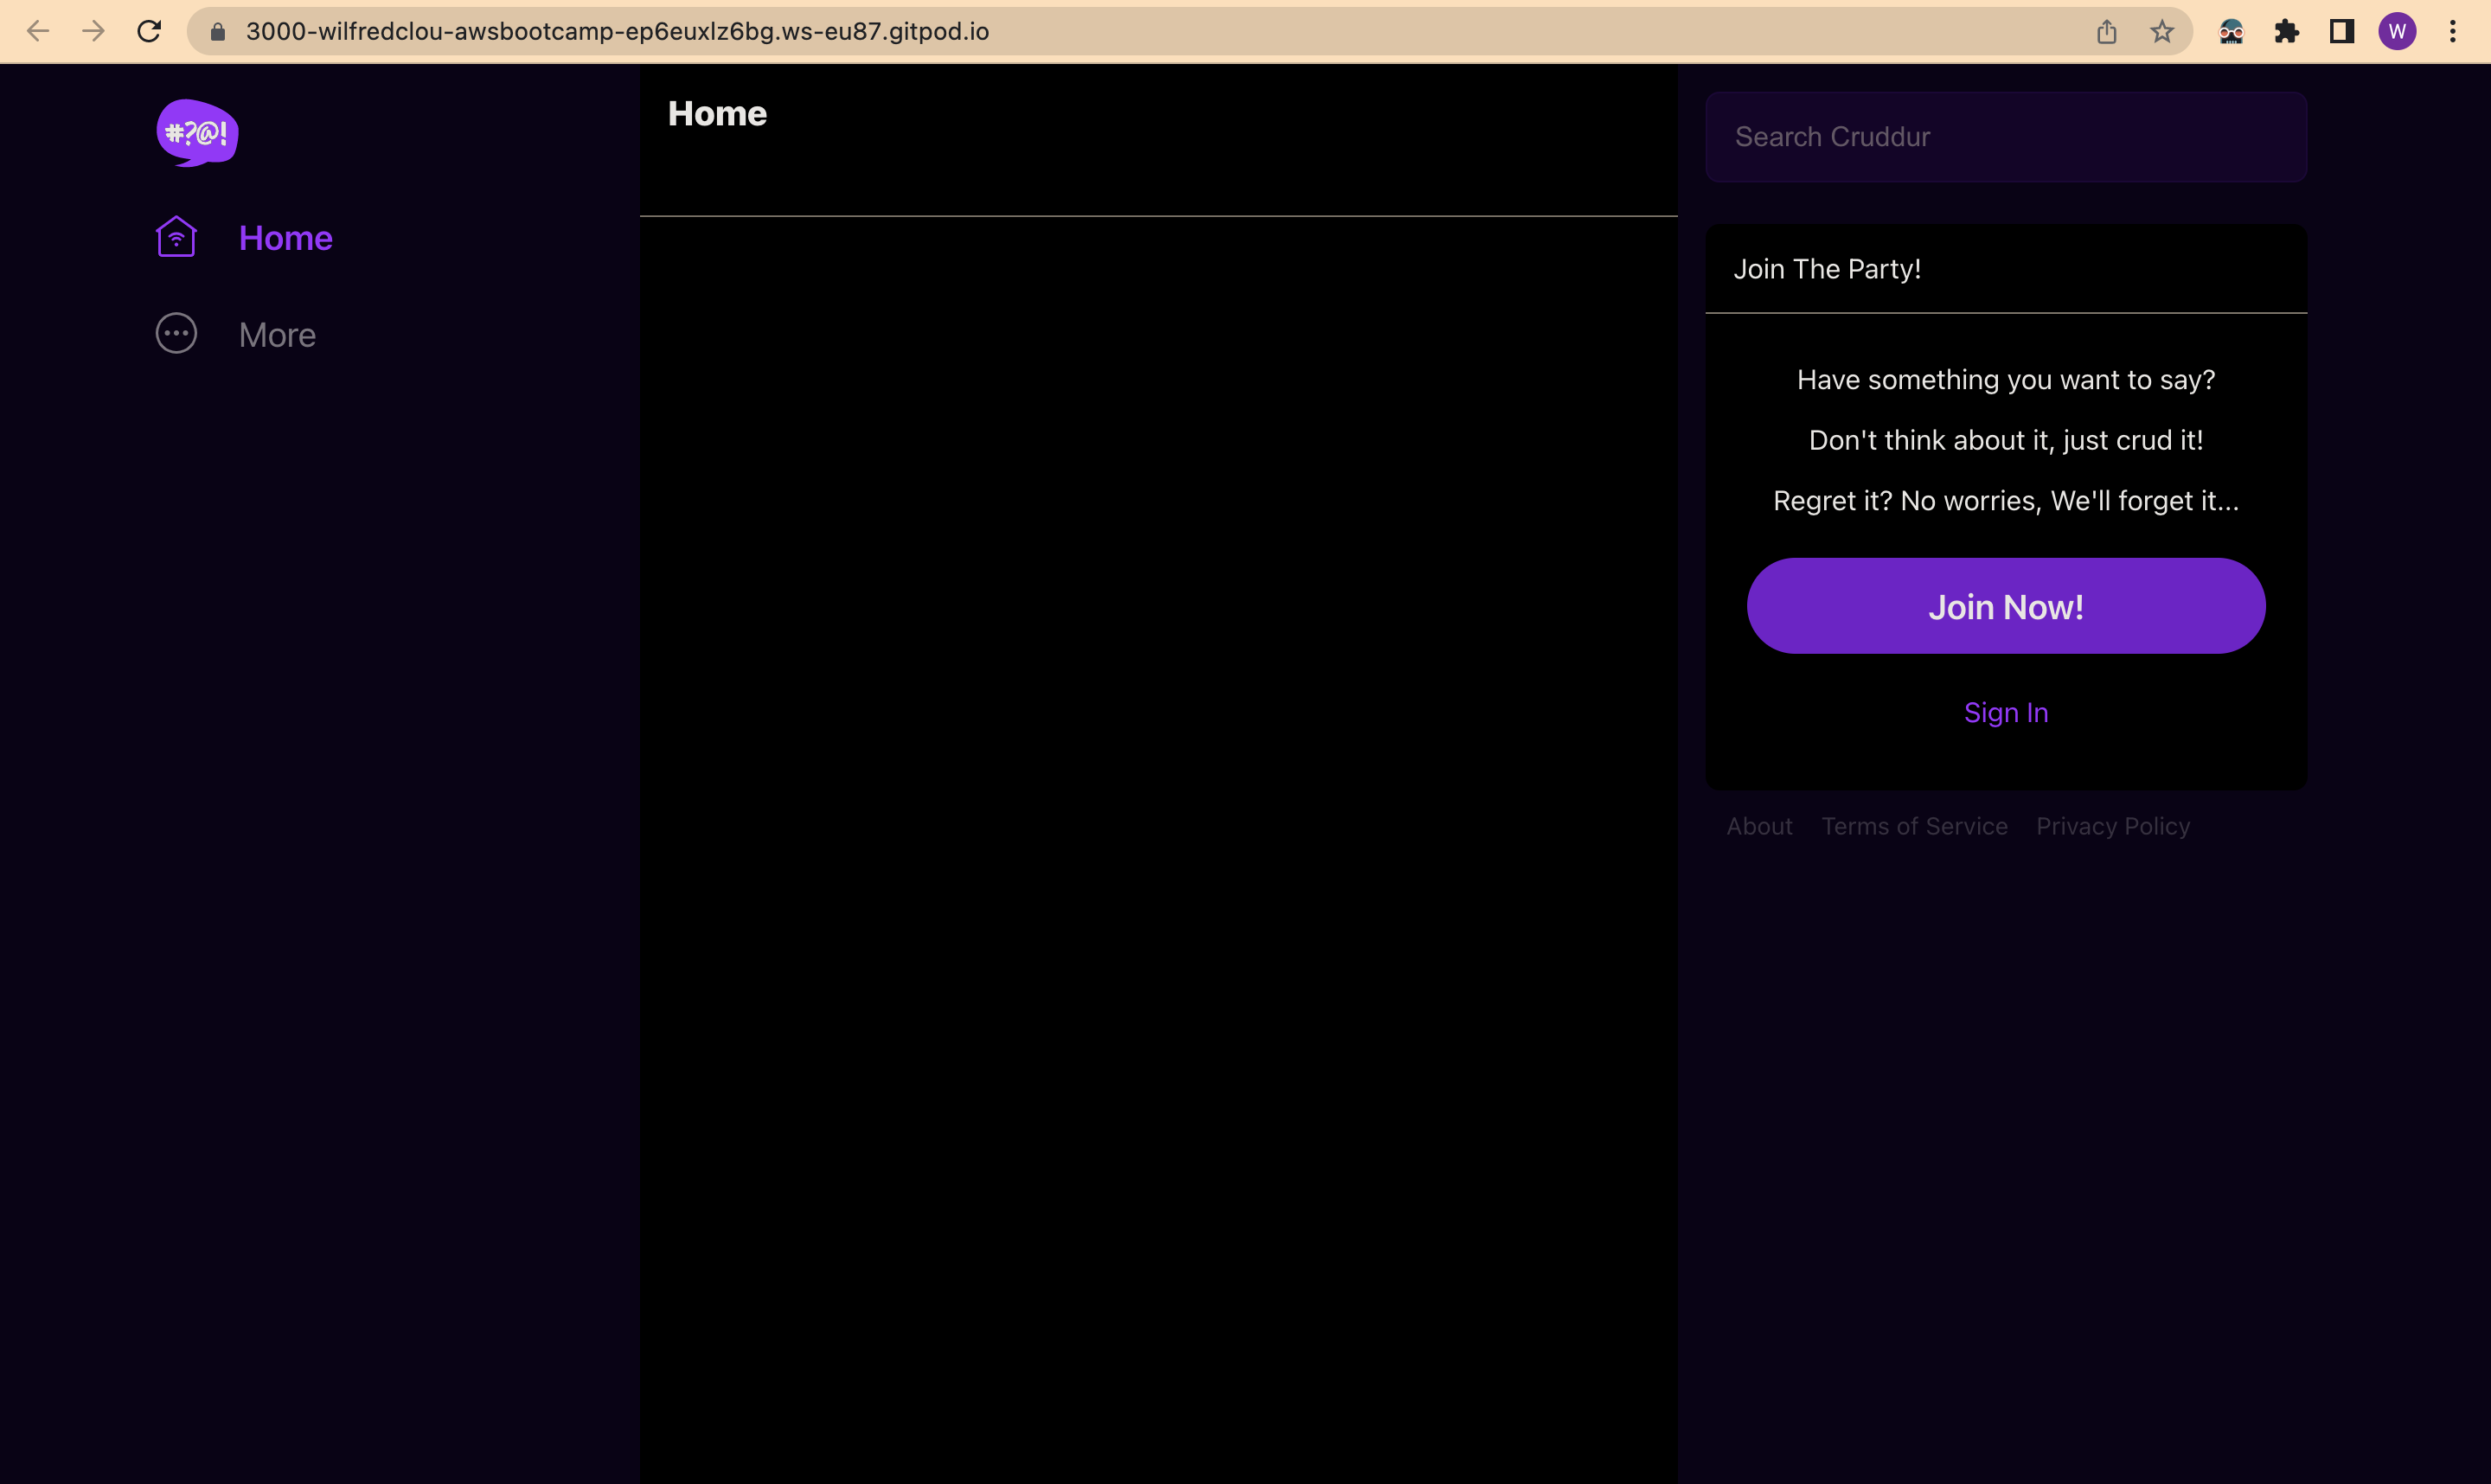 3000-wilfredclou-awsbootcamp-ep6euxlz6bg.ws-eu87.gitpod.io
W
#?@!
Home
More
Home
Search Cruddur
Join The Party!
Have something you want to say?
Don't think about it, just crud it!
Regret it? No worries, We'll forget it...
Join Now!
Sign In
About Terms of Service Privacy Policy